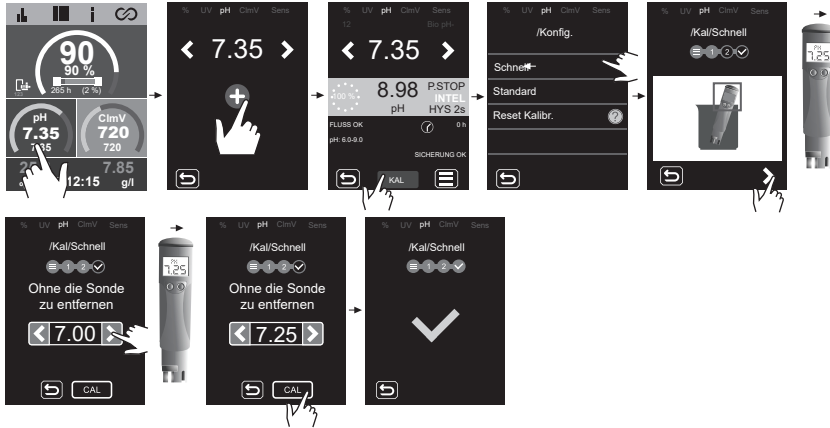 90
90 %
265 h (2 %)
123
pH
7.35
7.35
ClmV
720
720
7.85
12:15 g/l
% UV pH ClmV Sens
7.35
% UV pH ClmV Sens
12 Bio pH-
7.35
100 %
8.98
pH
P.STOP
INTEL
HYS 2s
FLUSS OK
0 h
pH: 6.0-9.0
SICHERUNG OK
KAL
% UV pH ClmV Sens
/Konfig.
Schnell
Standard
Reset Kalibr. ?
% UV pH ClmV Sens
/Kal/Schnell
1 2
PH
7.25
% UV pH ClmV Sens
/Kal/Schnell
1 2
Ohne die Sonde
zu entfernen
7.00
CAL
PH
7.25
% UV pH ClmV Sens
/Kal/Schnell
1 2
Ohne die Sonde
zu entfernen
7.25
CAL
% UV pH ClmV Sens
/Kal/Schnell
1 2